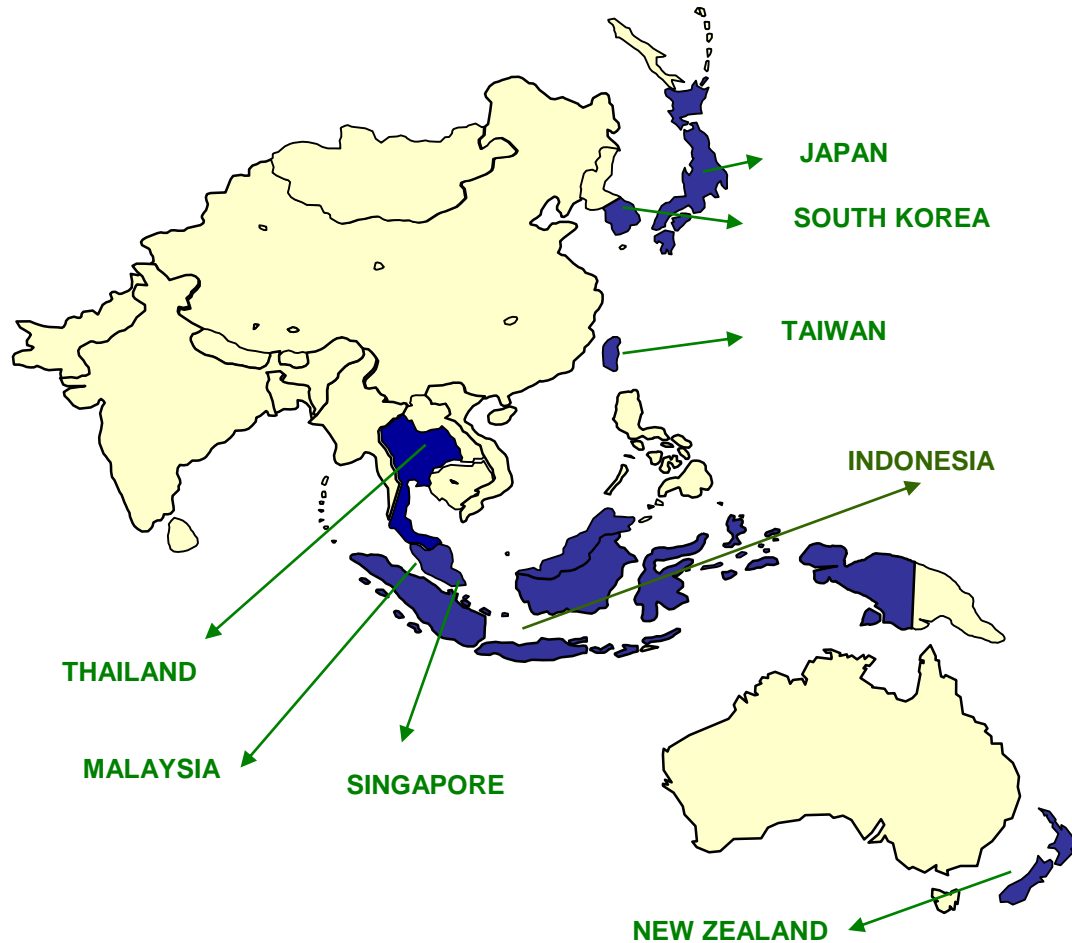 JAPAN
SOUTH KOREA
TAIWAN
INDONESIA
THAILAND
MALAYSIA
SINGAPORE
NEW ZEALAND